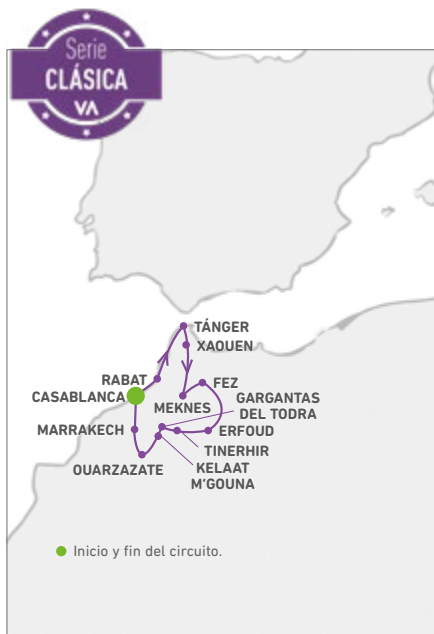 Serie
CLÁSICA
VA
TÁNGER
XAOUEN
RABAT
FEZ
CASABLANCA
MEKNES
GARGANTAS
DEL TODRA
MARRAKECH
ERFOUD
TINERHIR
OUARZAZATE
KELAAT
M'GOUNA
Inicio y fin del circuito.